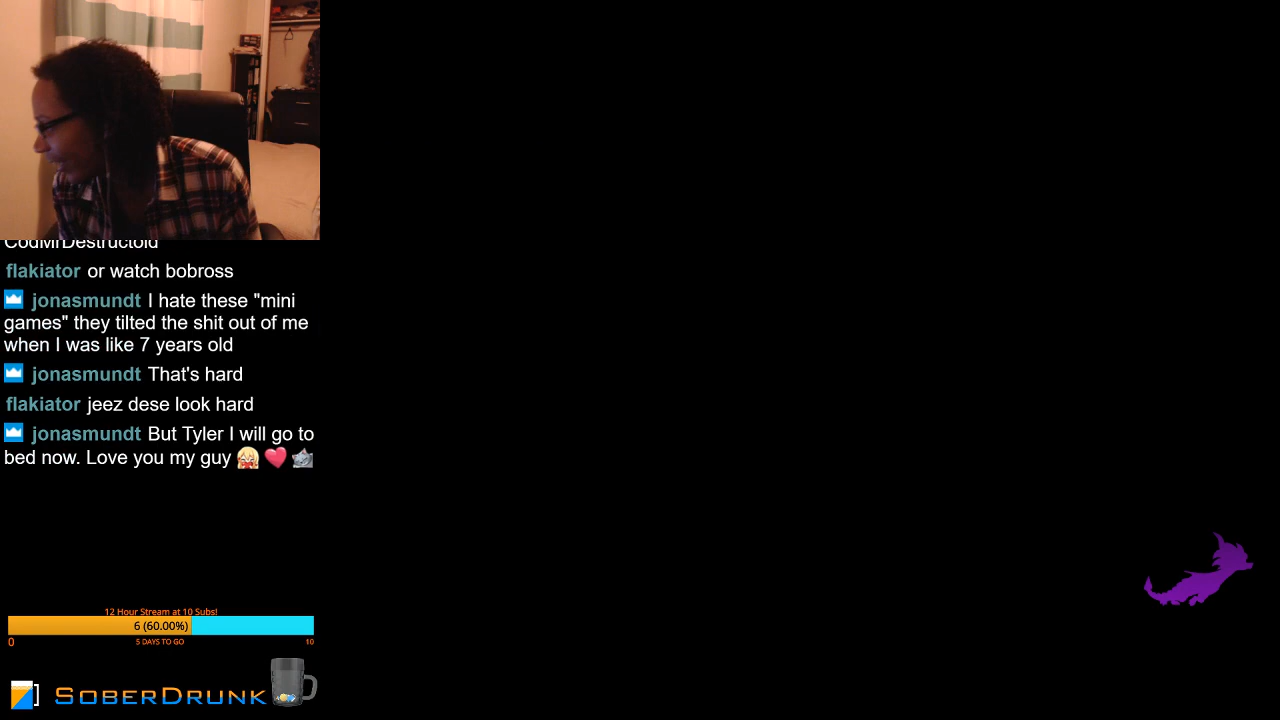 CodMrDestructoid
flakiator or watch bobross
jonasmundt I hate these "mini
games" they tilted the shit out of me
when I was like 7 years old
jonasmundt That's hard
flakiator jeez dese look hard
jonasmundt But Tyler I will go to
bed now. Love you my guy
12 Hour Stream at 10 Subs!
6 (60.00%)
0 5 DAYS TO GO 10
SOBERDRUNK